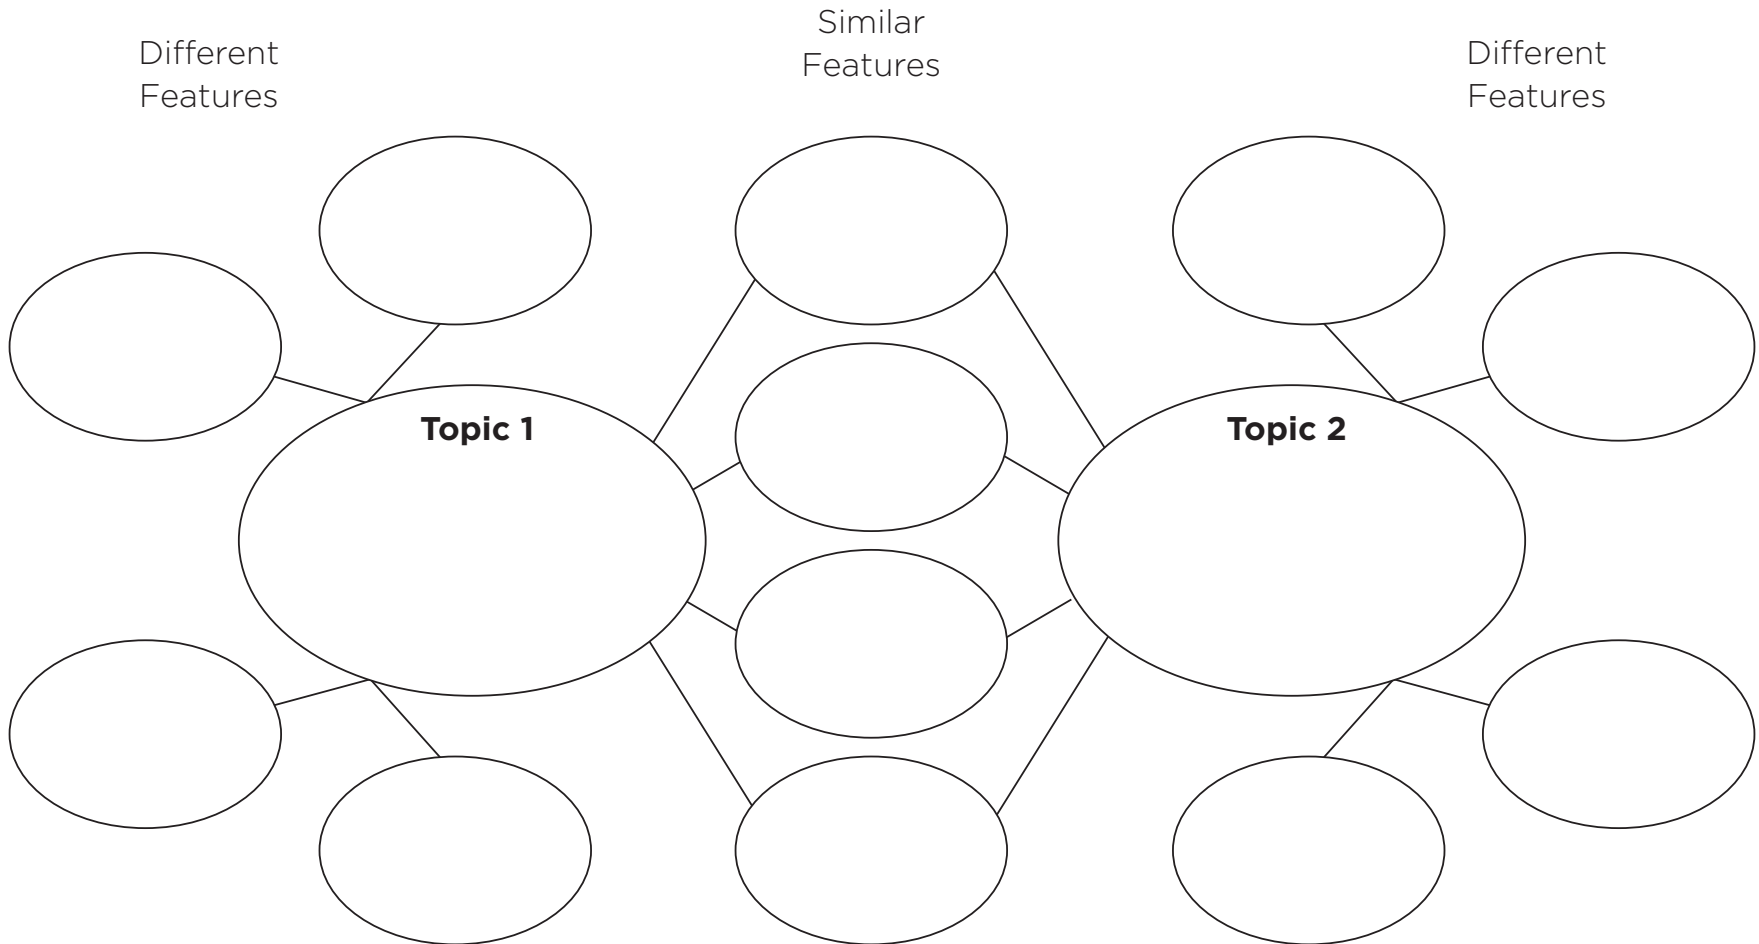 Different
Features
Similar
Features
Different
Features
Topic 1
Topic 2